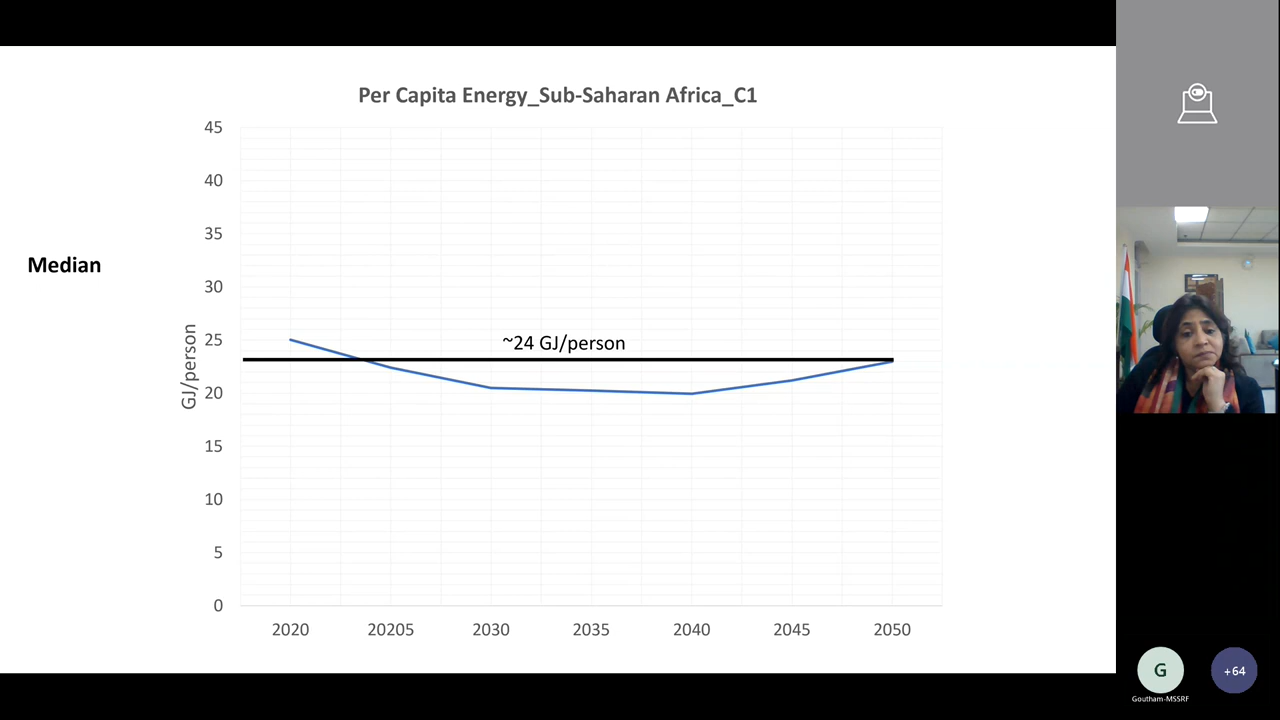 Per Capita Energy_Sub-Saharan Africa_C1
45
40
35
Median
30
25
~24 GJ/person
GJ/person
20
15
10
5
0
2020 20205 2030 2035 2040 2045 2050
G
+64
Goutham-MSSRF